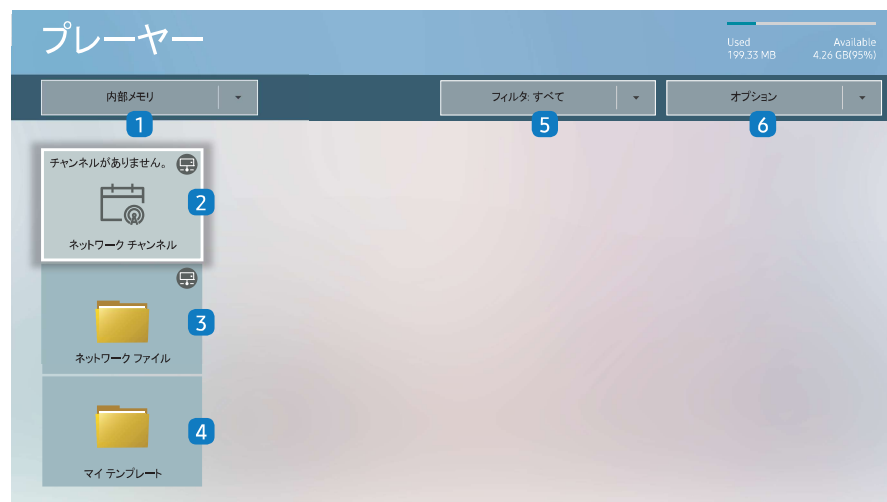 プレーヤー
Used Available
199.33 MB 4.26 GB(95%)
内部メモリ フィルタ: すべて オプション
1 5 6
チャンネルがありません。
2
ネットワーク チャンネル
3
ネットワーク ファイル
4
マイ テンプレート